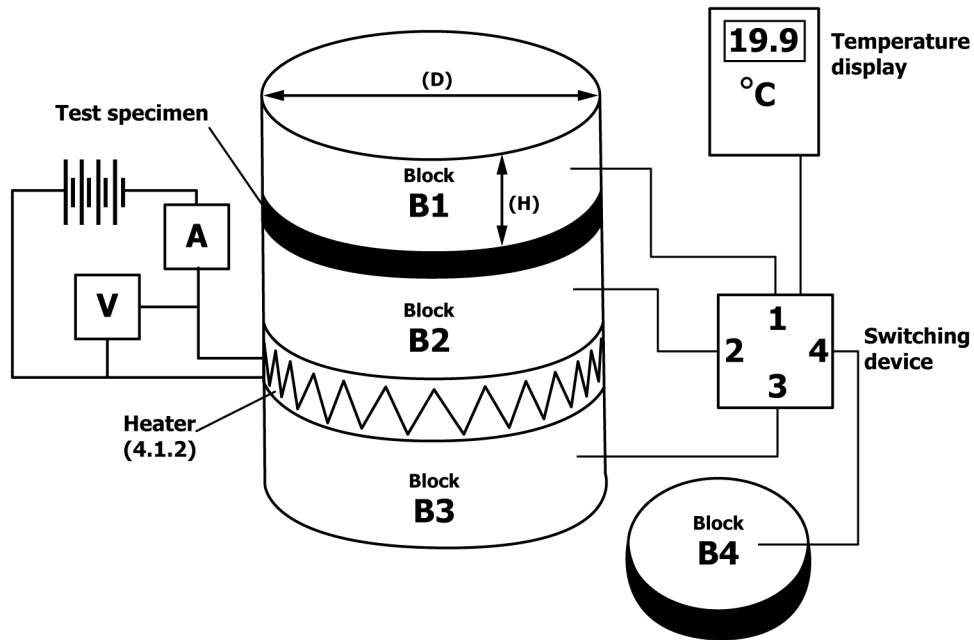 (D)
19.9
°C
Temperature
display
Test specimen
Block
B1
(H)
A
V
Block
B2
1
2
4
3
Switching
device
Heater
(4.1.2)
Block
B3
Block
B4